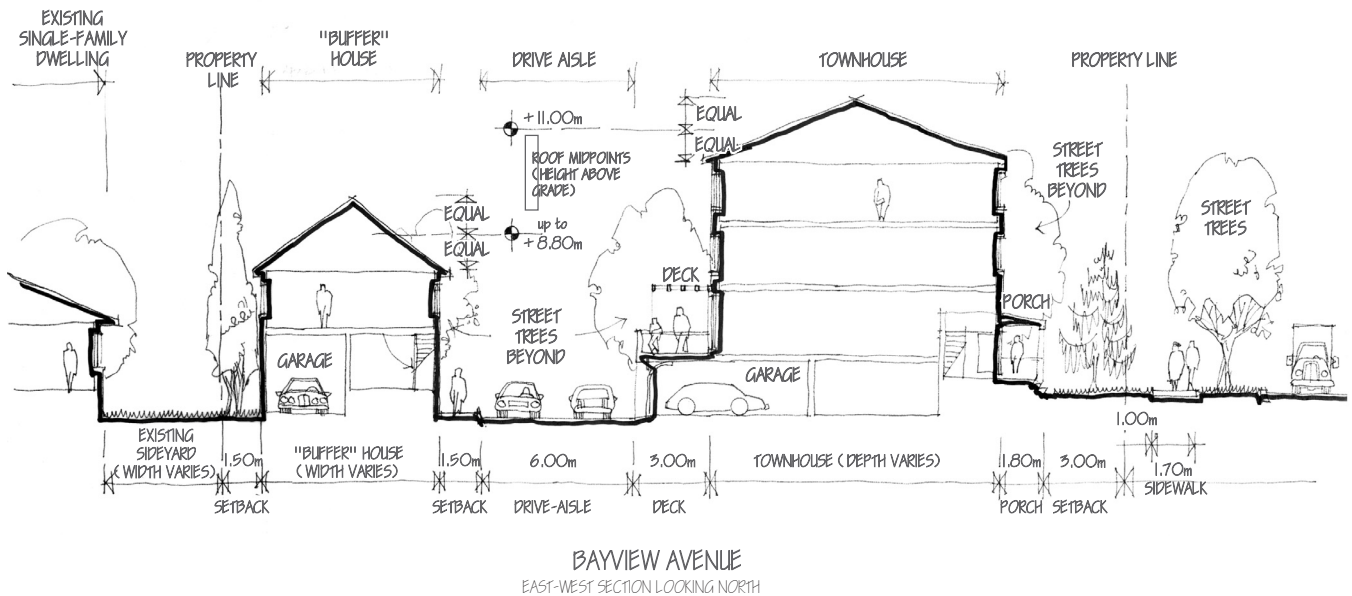 EXISTING
SINGLE-FAMILY
DWELLING
PROPERTY
LINE
"BUFFER"
HOUSE
DRIVE AISLE
TOWNHOUSE
PROPERTY LINE
+11.00m
EQUAL
EQUAL
ROOF MIDPOINTS
(HEIGHT ABOVE
GRADE)
up to
+8.80m
EQUAL
EQUAL
STREET
TREES
BEYOND
STREET
TREES
DECK
PORCH
STREET
TREES
BEYOND
GARAGE
GARAGE
EXISTING
SIDEYARD
(WIDTH VARIES)
1.50m
SETBACK
"BUFFER" HOUSE
(WIDTH VARIES)
1.50m
SETBACK
6.00m
DRIVE-AISLE
3.00m
DECK
TOWNHOUSE (DEPTH VARIES)
1.80m
PORCH
3.00m
SETBACK
1.00m
1.70m
SIDEWALK
BAYVIEW AVENUE
EAST-WEST SECTION LOOKING NORTH